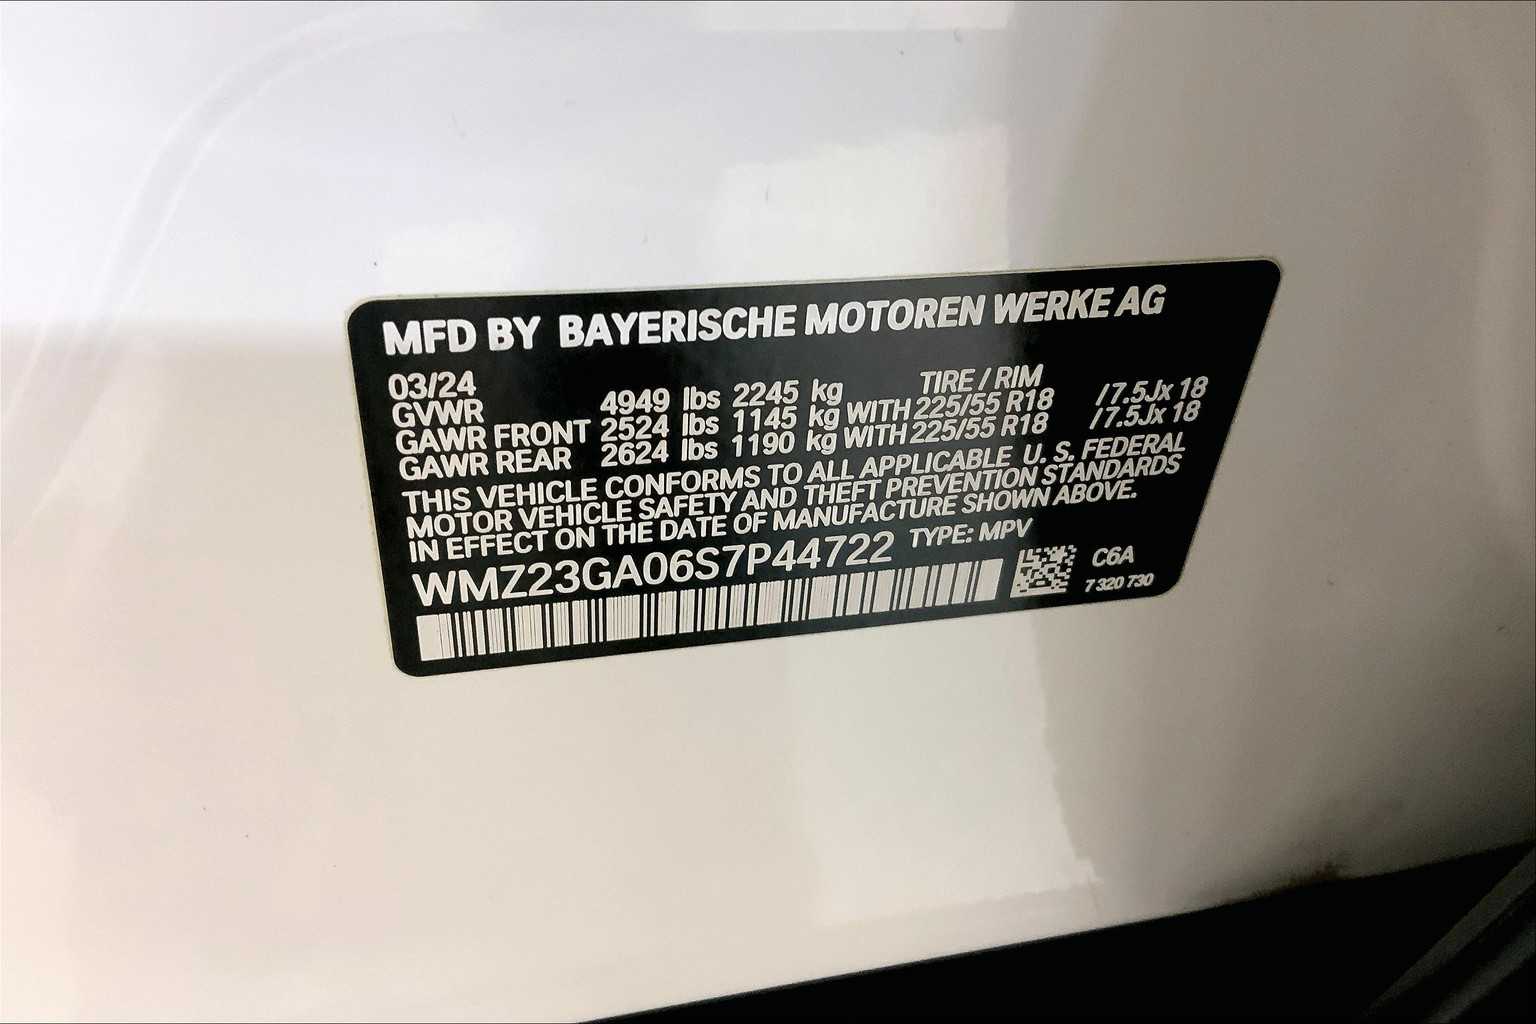 MFD BY BAYERISCHE MOTOREN WERKE AG
03/24 TIRE / RIM
GVWR 4949 lbs 2245 kg
GAWR FRONT 2524 lbs 1145 kg WITH 225/55 R18 /7.5Jx 18
GAWR REAR 2624 lbs 1190 kg WITH 225/55 R18 /7.5Jx 18
THIS VEHICLE CONFORMS TO ALL APPLICABLE U. S. FEDERAL
MOTOR VEHICLE SAFETY AND THEFT PREVENTION STANDARDS
IN EFFECT ON THE DATE OF MANUFACTURE SHOWN ABOVE.
WMZ23GA06S7P44722 TYPE: MPV
C6A
7 320 730